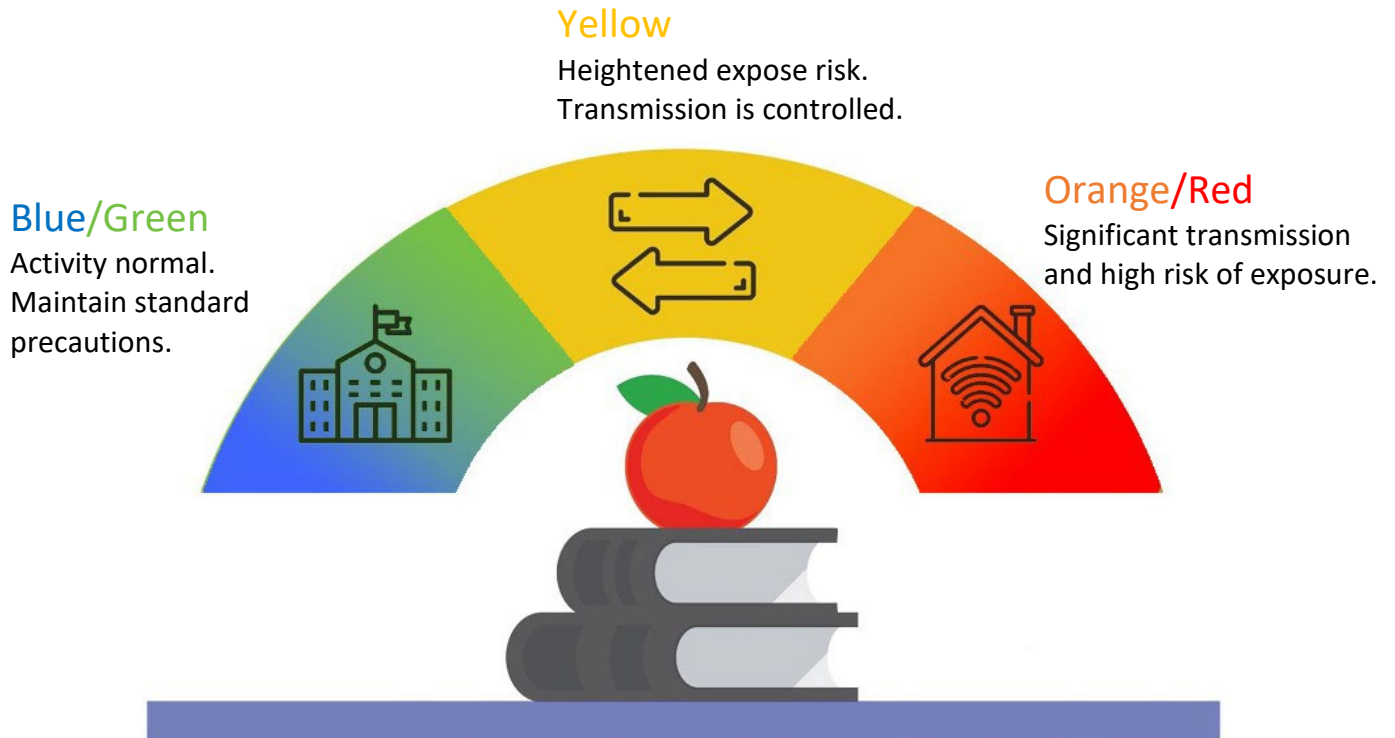 Yellow
Heightened expose risk.
Transmission is controlled.
Blue/Green
Activity normal.
Maintain standard
precautions.
Orange/Red
Significant transmission
and high risk of exposure.